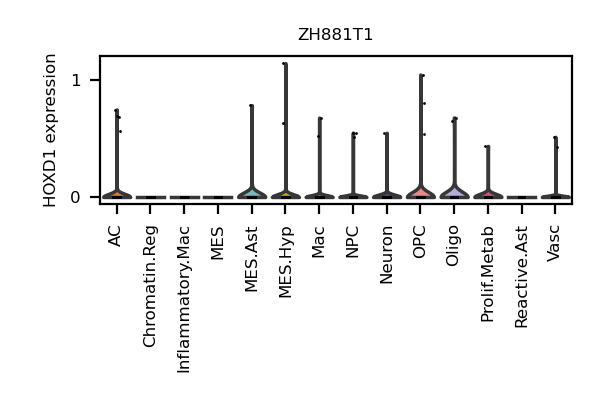 ZH881T1
HOXD1 expression
1
0
AC
Chromatin.Reg
Inflammatory.Mac
MES
MES.Ast
MES.Hyp
Mac
NPC
Neuron
OPC
Oligo
Prolif.Metab
Reactive.Ast
Vasc